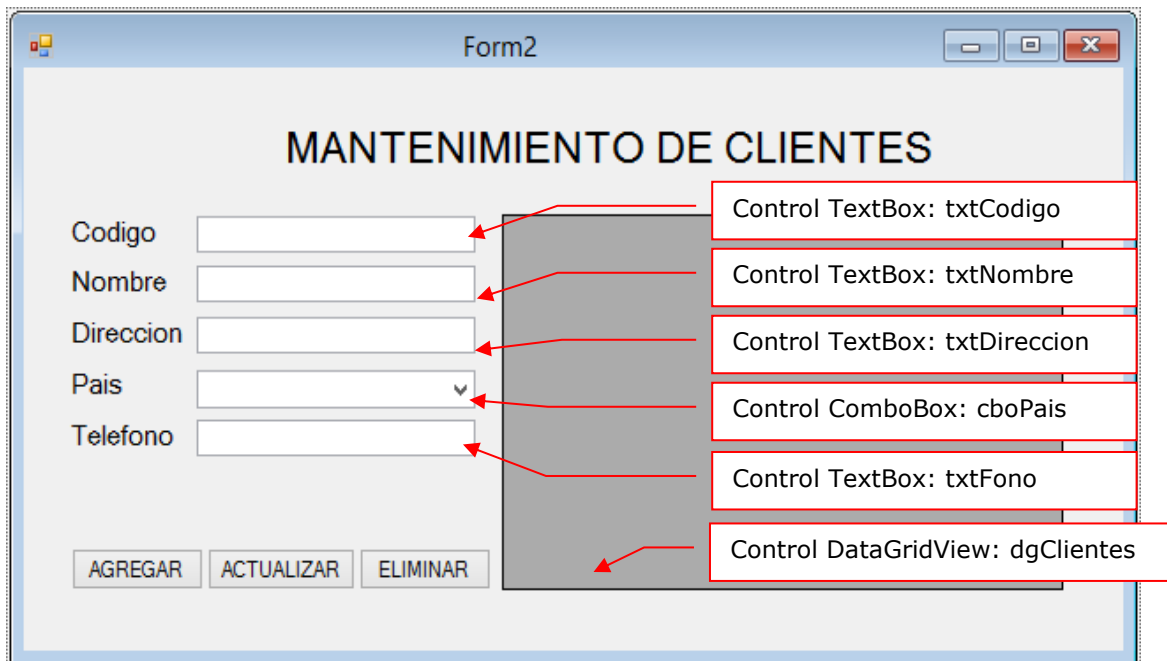 Form2
MANTENIMIENTO DE CLIENTES
Codigo
Control TextBox: txtCodigo
Nombre
Control TextBox: txtNombre
Direccion
Control TextBox: txtDireccion
Pais
Control ComboBox: cboPais
Telefono
Control TextBox: txtFono
Control DataGridView: dgClientes
AGREGAR ACTUALIZAR ELIMINAR